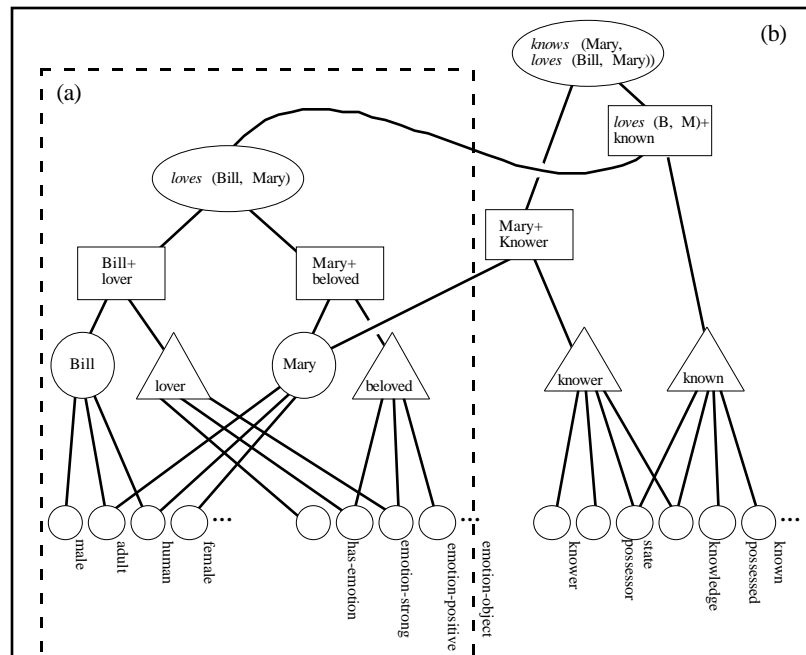 (a)
(b)
knows (Mary,
loves (Bill, Mary))
loves (B, M)+
known
loves (Bill, Mary)
Mary+
Knower
Bill+
lover
Mary+
beloved
Bill
lover
Mary
beloved
knower
known
...
...
...
male
adult
human
female
has-emotion
emotion-strong
emotion-positive
emotion-object
knower
possessor
state
knowledge
possessed
known